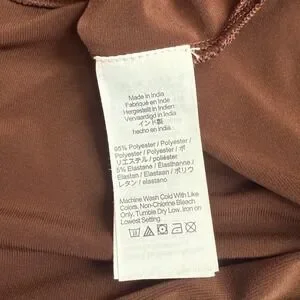 Made in India
Fabriqué en Inde
Hergestellt in Indien
Vervaardigd in India
インド製
hecho en India
95% Polyester / Polyester /
Polyester / Polyester / ポ
リエステル / poliéster
5% Elastane / Élasthanne /
Elastan / Elastaan / ポリウ
レタン / elastano
Machine Wash Cold With Like
Colors, Non-Chlorine Bleach
Only, Tumble Dry Low. Iron on
Lowest Setting.